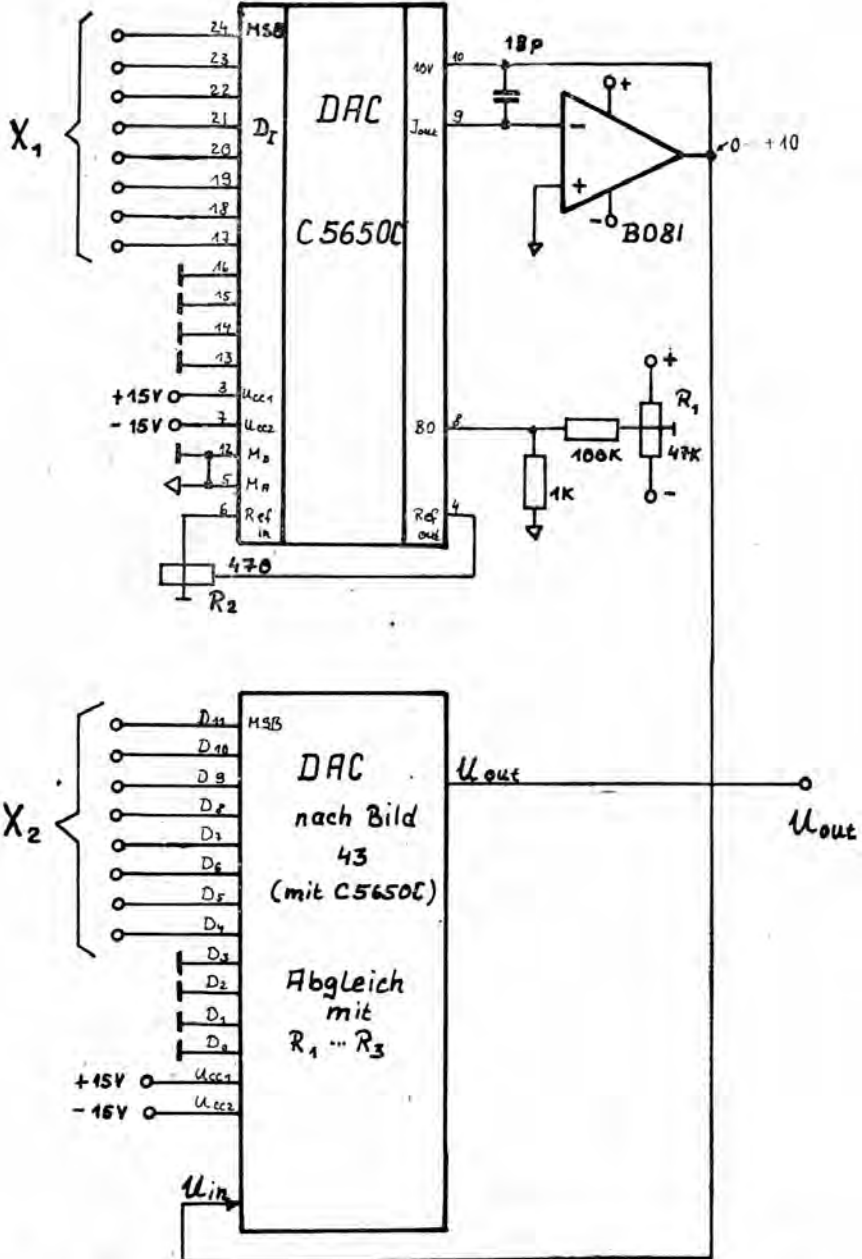 X₁
24 MSB
23
22
21 D_I
20
19
18
17
16
15
14
13
+15V 3 Ucc1
-15V 7 Ucc2
12 M_B
5 M_A
6 Ref in
470
R₂
DAC
C5650C
10V 10
Iout 9
18p
-
+
+
-
B081
0 +10
BO 8
100K
1K
+
R₁
47K
-
Ref out 4
X₂
D11 MSB
D10
D9
D8
D7
D6
D5
D4
D3
D2
D1
D0
+15V Ucc1
-15V Ucc2
Uin
DAC
nach Bild
43
(mit C5650C)
Abgleich
mit
R₁ ... R₃
Uout
Uout